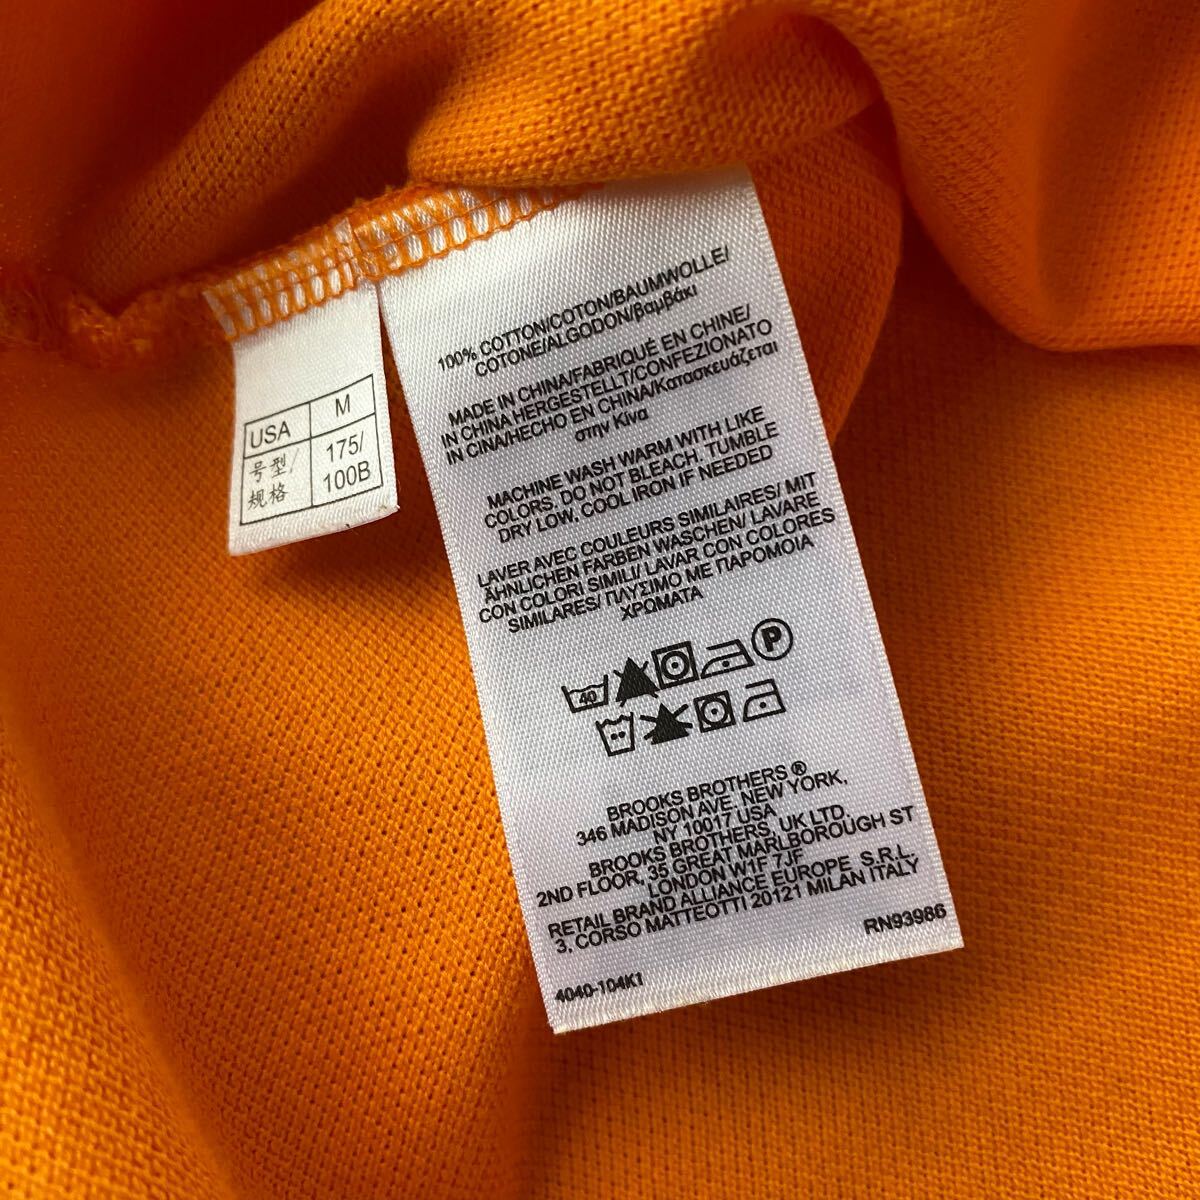 USA M
号型/规格 175/100B
100% COTTON/COTON/BAUMWOLLE/
COTONE/ALGODON/βαμβάκι
MADE IN CHINA/FABRIQUÉ EN CHINE/
IN CHINA HERGESTELLT/CONFEZIONATO
IN CINA/HECHO EN CHINA/Κατασκευάζεται
στην Κίνα
MACHINE WASH WARM WITH LIKE
COLORS, DO NOT BLEACH, TUMBLE
DRY LOW, COOL IRON IF NEEDED
LAVER AVEC COULEURS SIMILAIRES/ MIT
ÄHNLICHEN FARBEN WASCHEN/ LAVARE
CON COLORI SIMILI/ LAVAR CON COLORES
SIMILARES/ ΠΛΥΣΙΜΟ ΜΕ ΠΑΡΟΜΟΙΑ
ΧΡΩΜΑΤΑ
40 P
BROOKS BROTHERS ®
346 MADISON AVE. NEW YORK,
NY 10017 USA
BROOKS BROTHERS, UK LTD.
2ND FLOOR, 35 GREAT MARLBOROUGH ST
LONDON W1F 7JF
RETAIL BRAND ALLIANCE EUROPE S.R.L.
3, CORSO MATTEOTTI 20121 MILAN ITALY
RN93986
4040-104K1